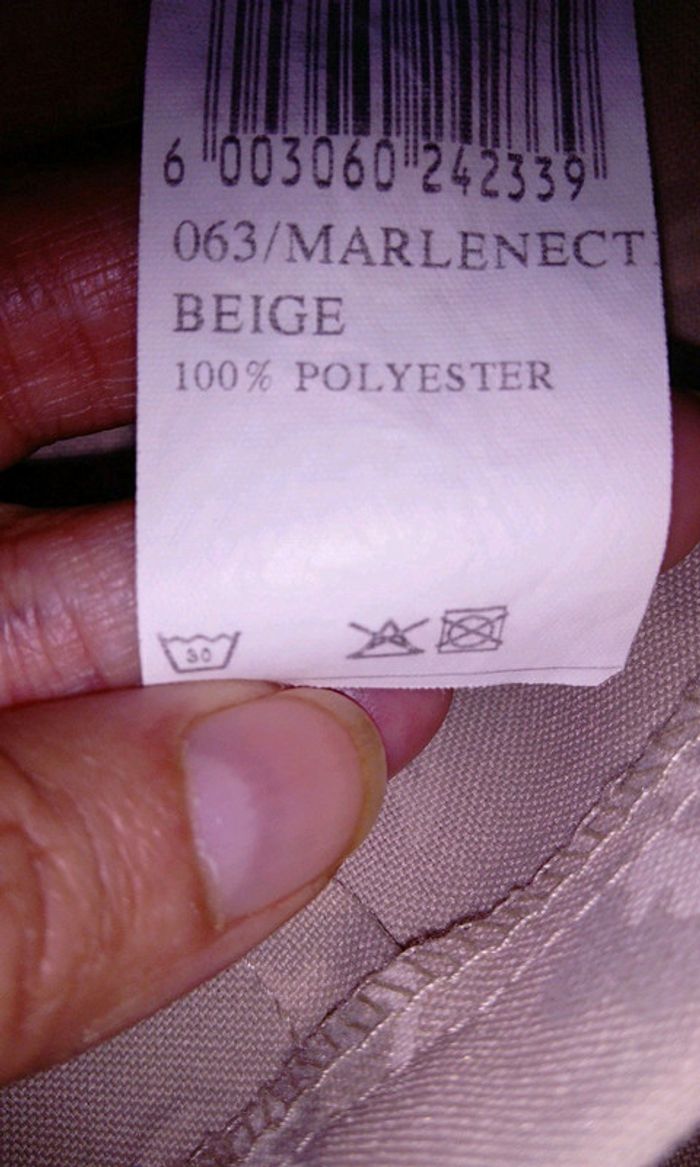 6 003060 242339
063/MARLENECT
BEIGE
100% POLYESTER
30